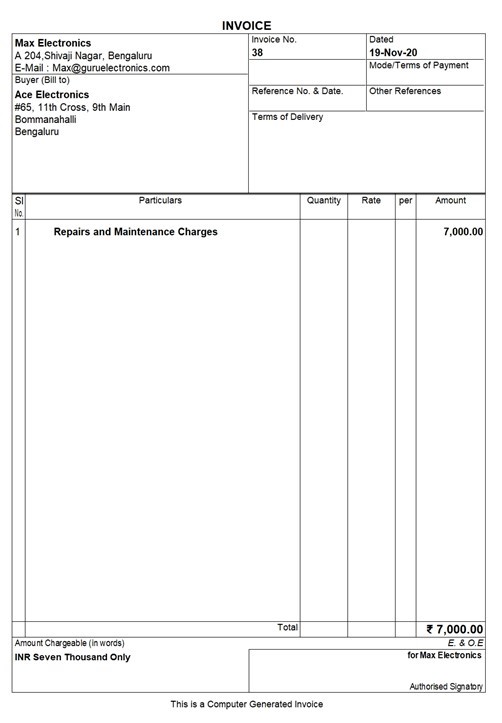 INVOICE
Max Electronics
A 204,Shivaji Nagar, Bengaluru
E-Mail : Max@guruelectronics.com
Buyer (Bill to)
Ace Electronics
#65, 11th Cross, 9th Main
Bommanahalli
Bengaluru
Invoice No.
38
Dated
19-Nov-20
Mode/Terms of Payment
Reference No. & Date.
Other References
Terms of Delivery
Sl No. Particulars Quantity Rate per Amount
1 Repairs and Maintenance Charges 7,000.00
Total ₹ 7,000.00
Amount Chargeable (in words) E. & O.E
INR Seven Thousand Only
for Max Electronics
Authorised Signatory
This is a Computer Generated Invoice